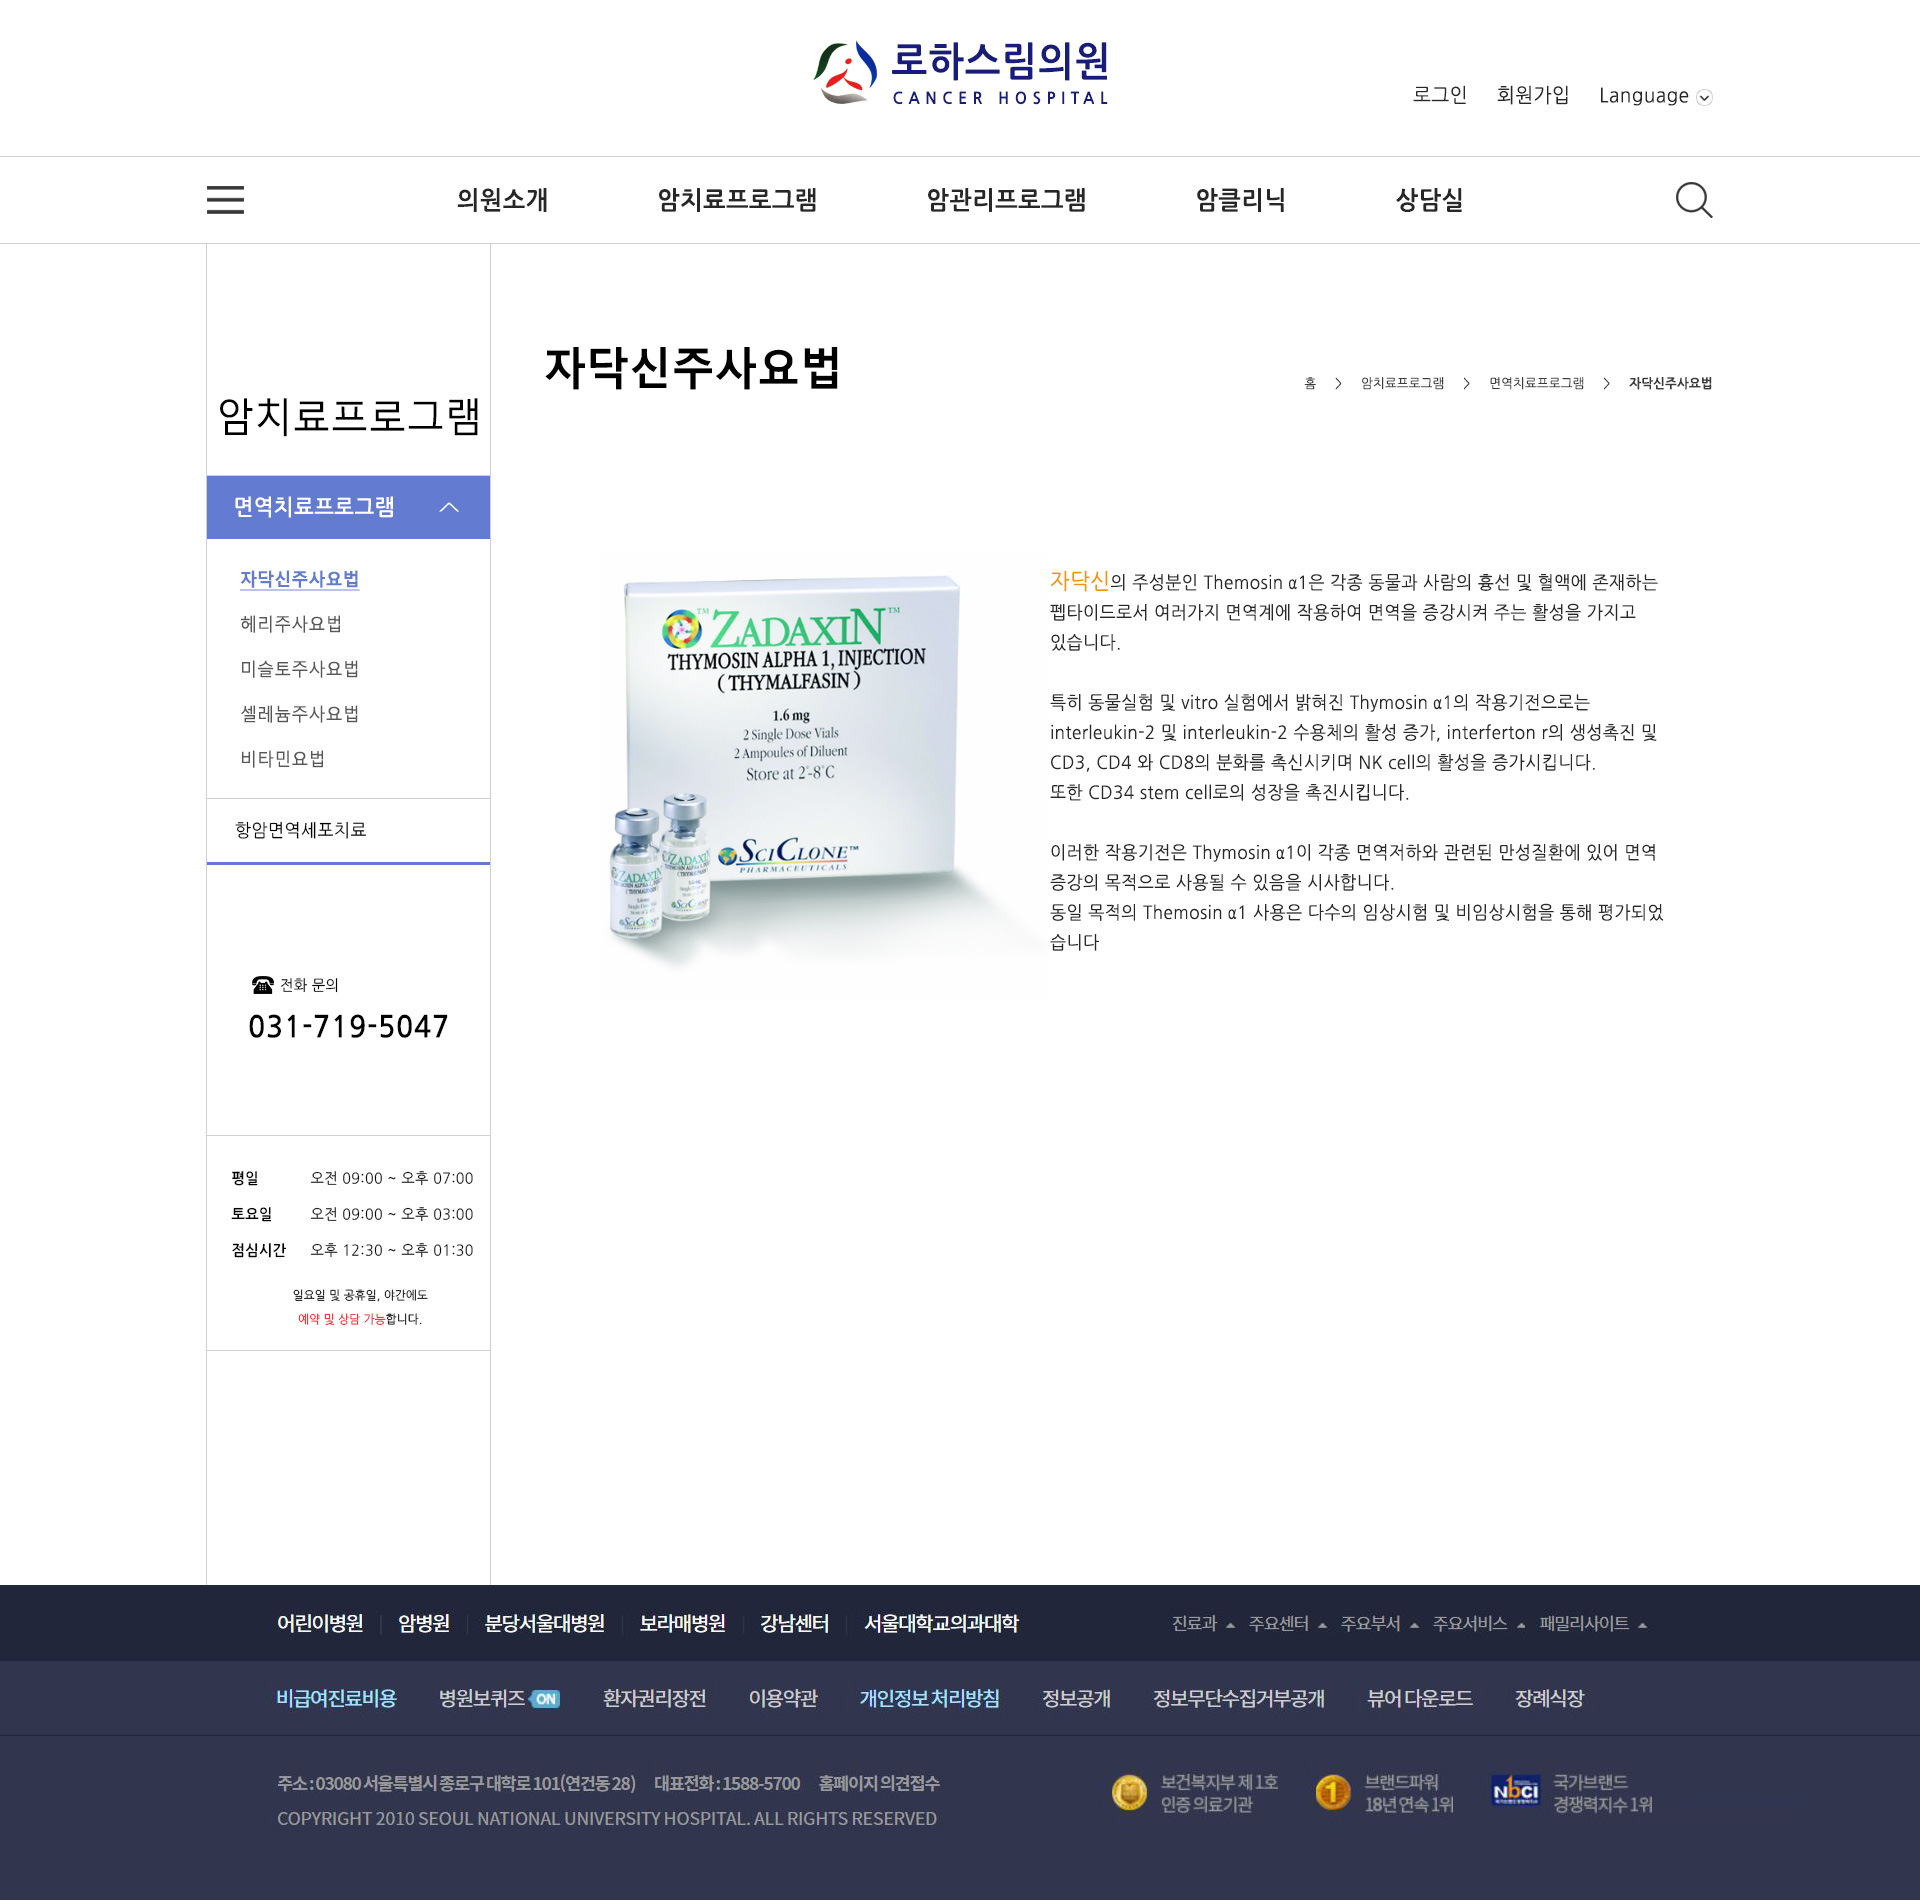 로하스림의원
CANCER HOSPITAL
로그인 회원가입 Language
의원소개 암치료프로그램 암관리프로그램 암클리닉 상담실
암치료프로그램
면역치료프로그램
자닥신주사요법
헤리주사요법
미슬토주사요법
셀레늄주사요법
비타민요법
항암면역세포치료
전화 문의
031-719-5047
평일 오전 09:00 ~ 오후 07:00
토요일 오전 09:00 ~ 오후 03:00
점심시간 오후 12:30 ~ 오후 01:30
일요일 및 공휴일, 야간에도
예약 및 상담 가능합니다.
자닥신주사요법
홈 > 암치료프로그램 > 면역치료프로그램 > 자닥신주사요법
™ ZADAXIN™
THYMOSIN ALPHA 1, INJECTION
( THYMALFASIN )
1.6 mg
2 Single Dose Vials
2 Ampoules of Diluent
Store at 2°-8°C
SCICLONE™
PHARMACEUTICALS
자닥신의 주성분인 Themosin α1은 각종 동물과 사람의 흉선 및 혈액에 존재하는
펩타이드로서 여러가지 면역계에 작용하여 면역을 증강시켜 주는 활성을 가지고
있습니다.
특히 동물실험 및 vitro 실험에서 밝혀진 Thymosin α1의 작용기전으로는
interleukin-2 및 interleukin-2 수용체의 활성 증가, interferton r의 생성촉진 및
CD3, CD4 와 CD8의 분화를 촉신시키며 NK cell의 활성을 증가시킵니다.
또한 CD34 stem cell로의 성장을 촉진시킵니다.
이러한 작용기전은 Thymosin α1이 각종 면역저하와 관련된 만성질환에 있어 면역
증강의 목적으로 사용될 수 있음을 시사합니다.
동일 목적의 Themosin α1 사용은 다수의 임상시험 및 비임상시험을 통해 평가되었
습니다
어린이병원 암병원 분당서울대병원 보라매병원 강남센터 서울대학교의과대학
진료과 주요센터 주요부서 주요서비스 패밀리사이트
비급여진료비용 병원보퀴즈 ON 환자권리장전 이용약관 개인정보 처리방침 정보공개 정보무단수집거부공개 뷰어 다운로드 장례식장
주소 : 03080 서울특별시 종로구 대학로 101(연건동 28) 대표전화 : 1588-5700 홈페이지 의견접수
COPYRIGHT 2010 SEOUL NATIONAL UNIVERSITY HOSPITAL. ALL RIGHTS RESERVED
보건복지부 제 1호
인증 의료기관
1 브랜드파워
18년 연속 1위
NbCI 국가브랜드
경쟁력지수 1위